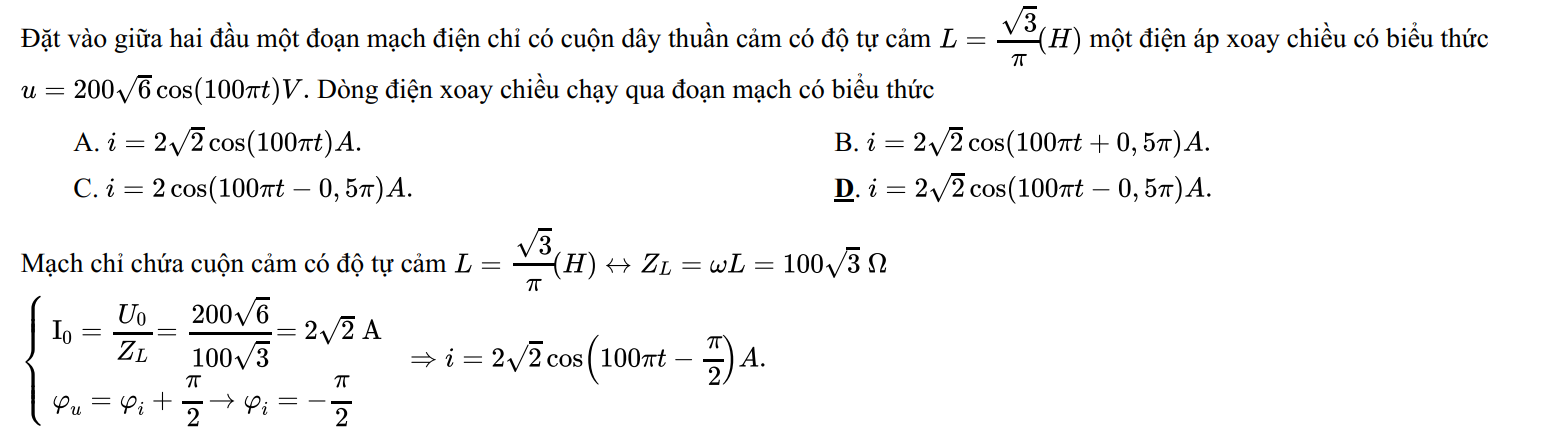 Đặt vào giữa hai đầu một đoạn mạch điện chỉ có cuộn dây thuần cảm có độ tự cảm $L = \frac{\sqrt{3}}{\pi}(H)$ một điện áp xoay chiều có biểu thức
$u = 200\sqrt{6}\cos(100\pi t)V$. Dòng điện xoay chiều chạy qua đoạn mạch có biểu thức
A. $i = 2\sqrt{2}\cos(100\pi t)A.$ B. $i = 2\sqrt{2}\cos(100\pi t + 0,5\pi)A.$
C. $i = 2\cos(100\pi t - 0,5\pi)A.$ D. $i = 2\sqrt{2}\cos(100\pi t - 0,5\pi)A.$
Mạch chỉ chứa cuộn cảm có độ tự cảm $L = \frac{\sqrt{3}}{\pi}(H) \leftrightarrow Z_L = \omega L = 100\sqrt{3}\,\Omega$
$\begin{cases} \mathrm{I}_0 = \frac{U_0}{Z_L} = \frac{200\sqrt{6}}{100\sqrt{3}} = 2\sqrt{2}\text{ A} \\ \varphi_u = \varphi_i + \frac{\pi}{2} \rightarrow \varphi_i = -\frac{\pi}{2} \end{cases} \Rightarrow i = 2\sqrt{2}\cos\left(100\pi t - \frac{\pi}{2}\right)A.$